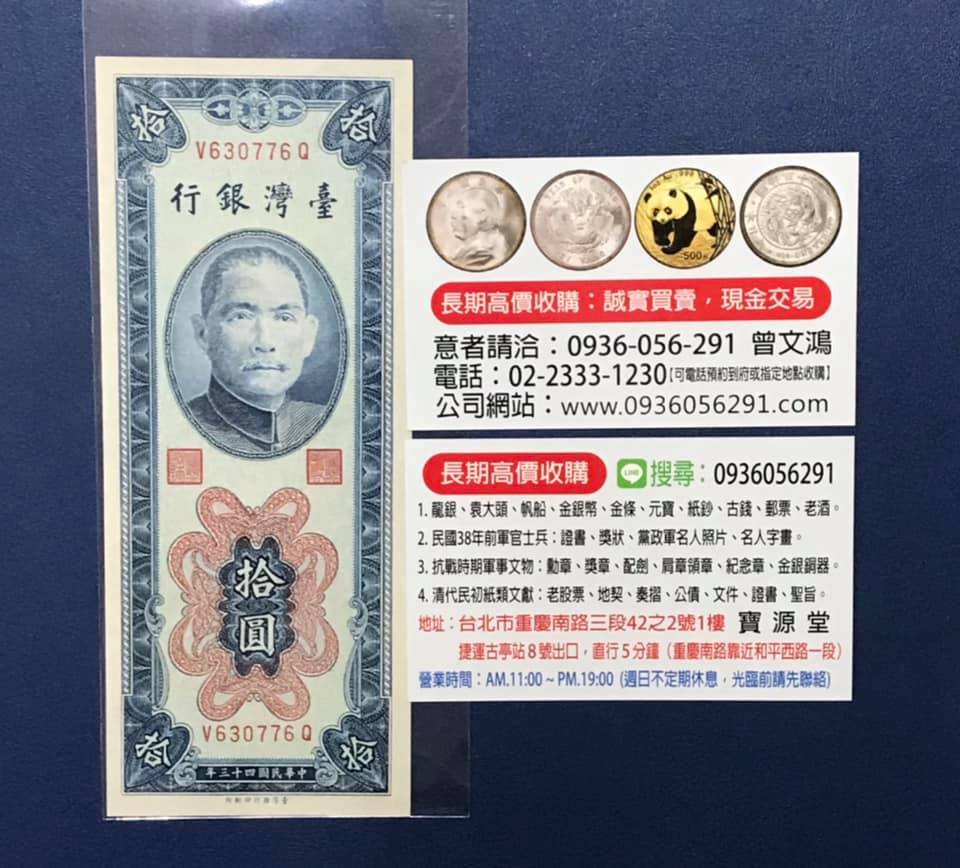 拾
拾
V630776Q
行銀灣臺
拾
圓
V630776Q
拾
拾
年三十四國民華中
500元
長期高價收購：誠實買賣，現金交易
意者請洽：0936-056-291 曾文鴻
電話：02-2333-1230【可電話預約到府或指定地點收購】
公司網站：www.0936056291.com
長期高價收購 LINE 搜尋：0936056291
1. 龍銀、袁大頭、帆船、金銀幣、金條、元寶、紙鈔、古錢、郵票、老酒。
2. 民國38年前軍官士兵：證書、獎狀、黨政軍名人照片、名人字畫。
3. 抗戰時期軍事文物：勳章、獎章、配劍、肩章領章、紀念章、金銀銅器。
4. 清代民初紙類文獻：老股票、地契、奏摺、公債、文件、證書、聖旨。
地址：台北市重慶南路三段42之2號1樓 寶源堂
捷運古亭站8號出口，直行5分鐘（重慶南路靠近和平西路一段）
營業時間：AM.11:00 ~ PM.19:00 (週日不定期休息，光臨前請先聯絡)